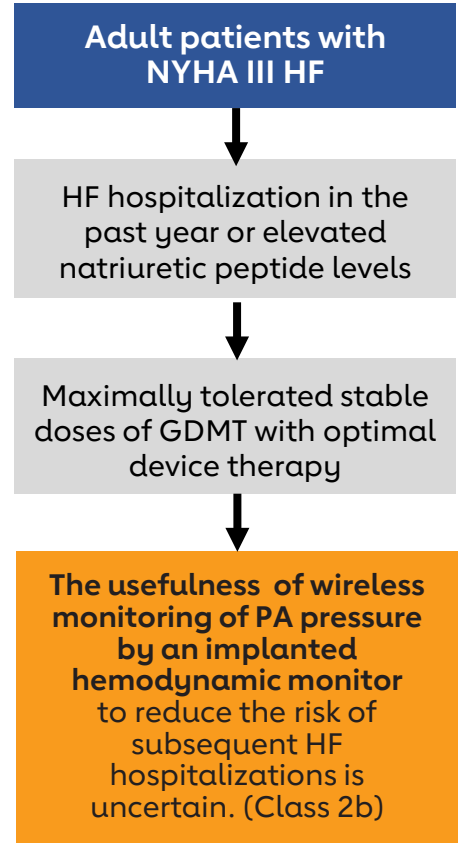 Adult patients with
NYHA III HF
HF hospitalization in the
past year or elevated
natriuretic peptide levels
Maximally tolerated stable
doses of GDMT with optimal
device therapy
The usefulness of wireless
monitoring of PA pressure
by an implanted
hemodynamic monitor
to reduce the risk of
subsequent HF
hospitalizations is
uncertain. (Class 2b)